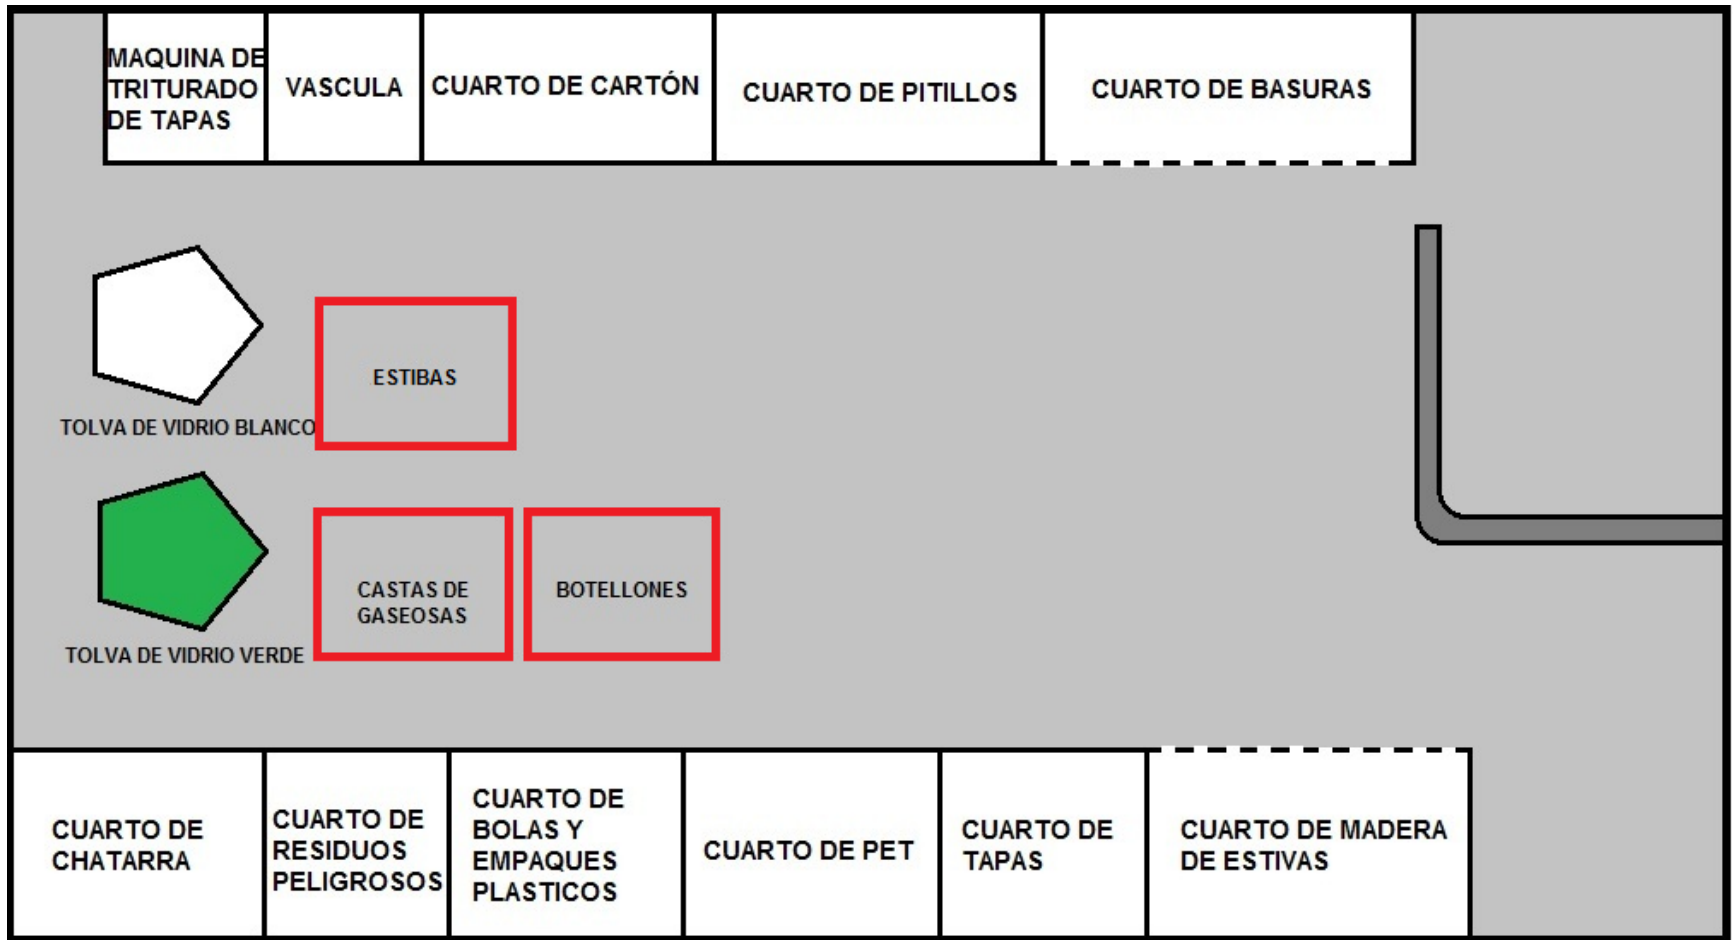 MAQUINA DE
TRITURADO
DE TAPAS
VASCULA
CUARTO DE CARTÓN
CUARTO DE PITILLOS
CUARTO DE BASURAS
ESTIBAS
TOLVA DE VIDRIO BLANCO
CASTAS DE
GASEOSAS
BOTELLONES
TOLVA DE VIDRIO VERDE
CUARTO DE
CHATARRA
CUARTO DE
RESIDUOS
PELIGROSOS
CUARTO DE
BOLAS Y
EMPAQUES
PLASTICOS
CUARTO DE PET
CUARTO DE
TAPAS
CUARTO DE MADERA
DE ESTIVAS